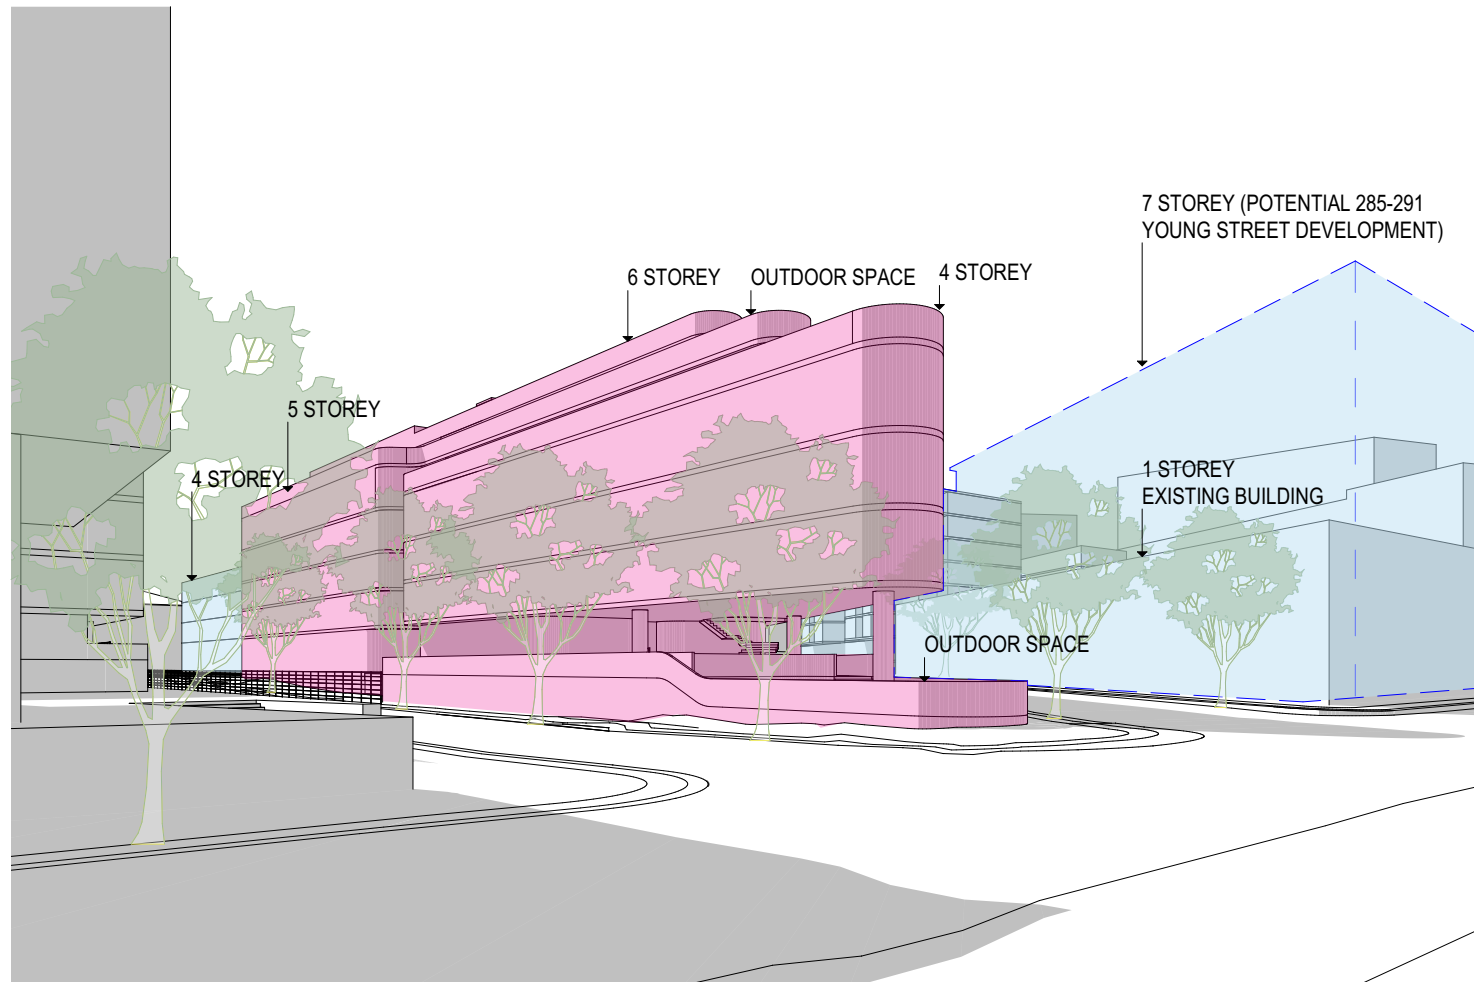 7 STOREY (POTENTIAL 285-291
YOUNG STREET DEVELOPMENT)
6 STOREY
OUTDOOR SPACE
4 STOREY
5 STOREY
4 STOREY
1 STOREY
EXISTING BUILDING
OUTDOOR SPACE